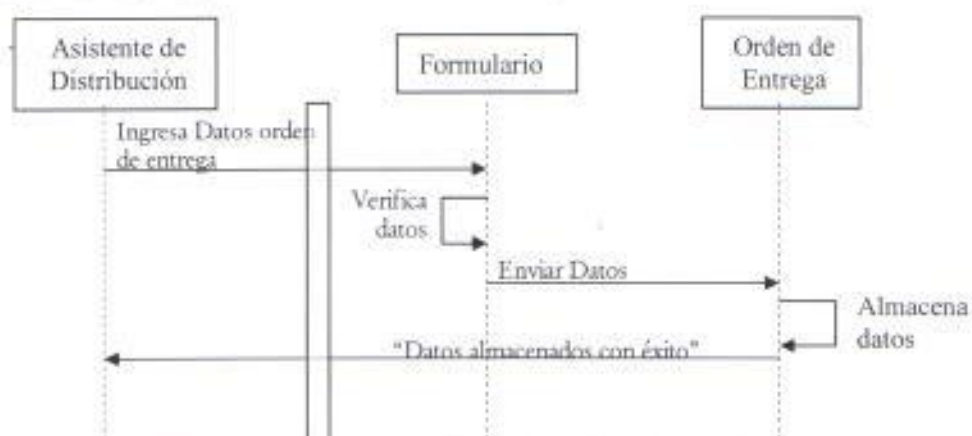 Asistente de
Distribución
Formulario
Orden de
Entrega
Ingresa Datos orden
de entrega
Verifica
datos
Enviar Datos
Almacena
datos
"Datos almacenados con éxito"